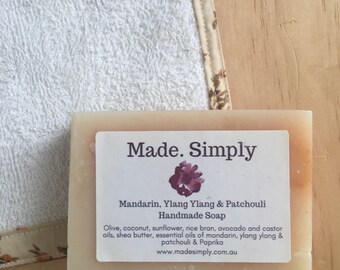 Made. Simply
Mandarin, Ylang Ylang & Patchouli
Handmade Soap
Olive, coconut, sunflower, rice bran, avocado and castor
oils, shea butter, essential oils of mandarin, ylang ylang &
patchouli & Paprika
www.madesimply.com.au